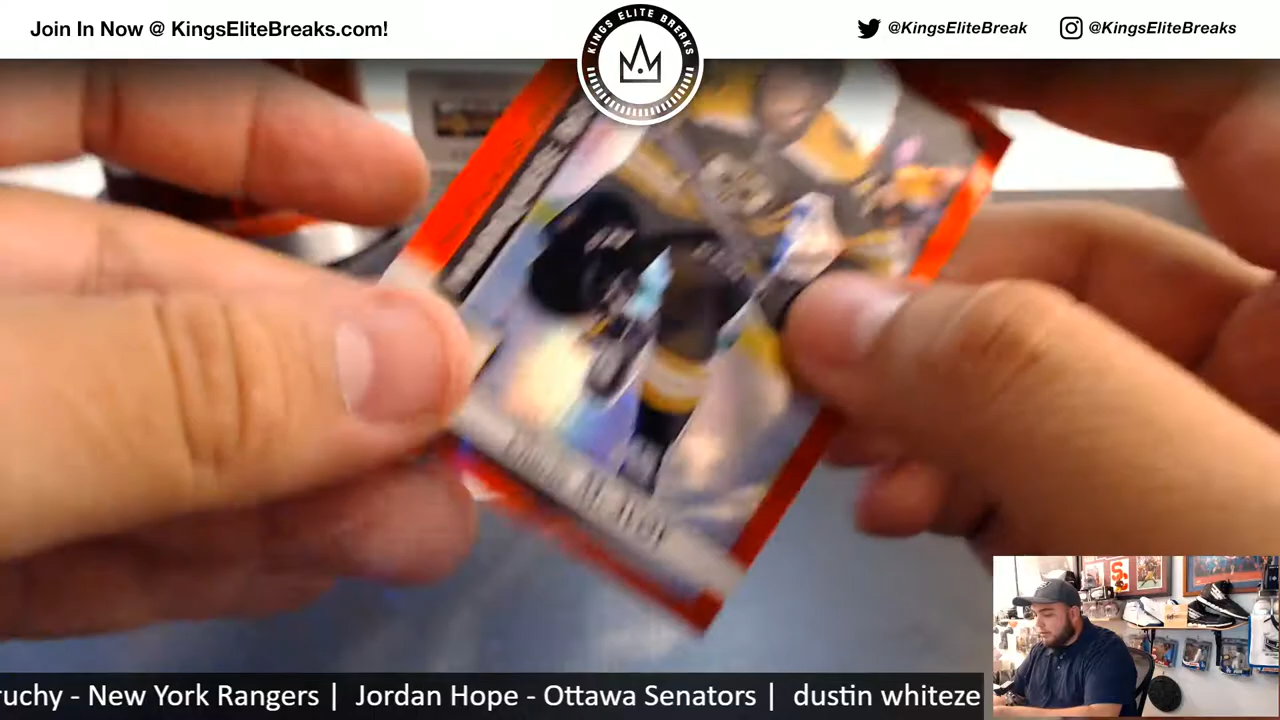 Join In Now @ KingsEliteBreaks.com!
KINGS ELITE BREAKS
@KingsEliteBreak
@KingsEliteBreaks
ruchy - New York Rangers | Jordan Hope - Ottawa Senators | dustin whiteze